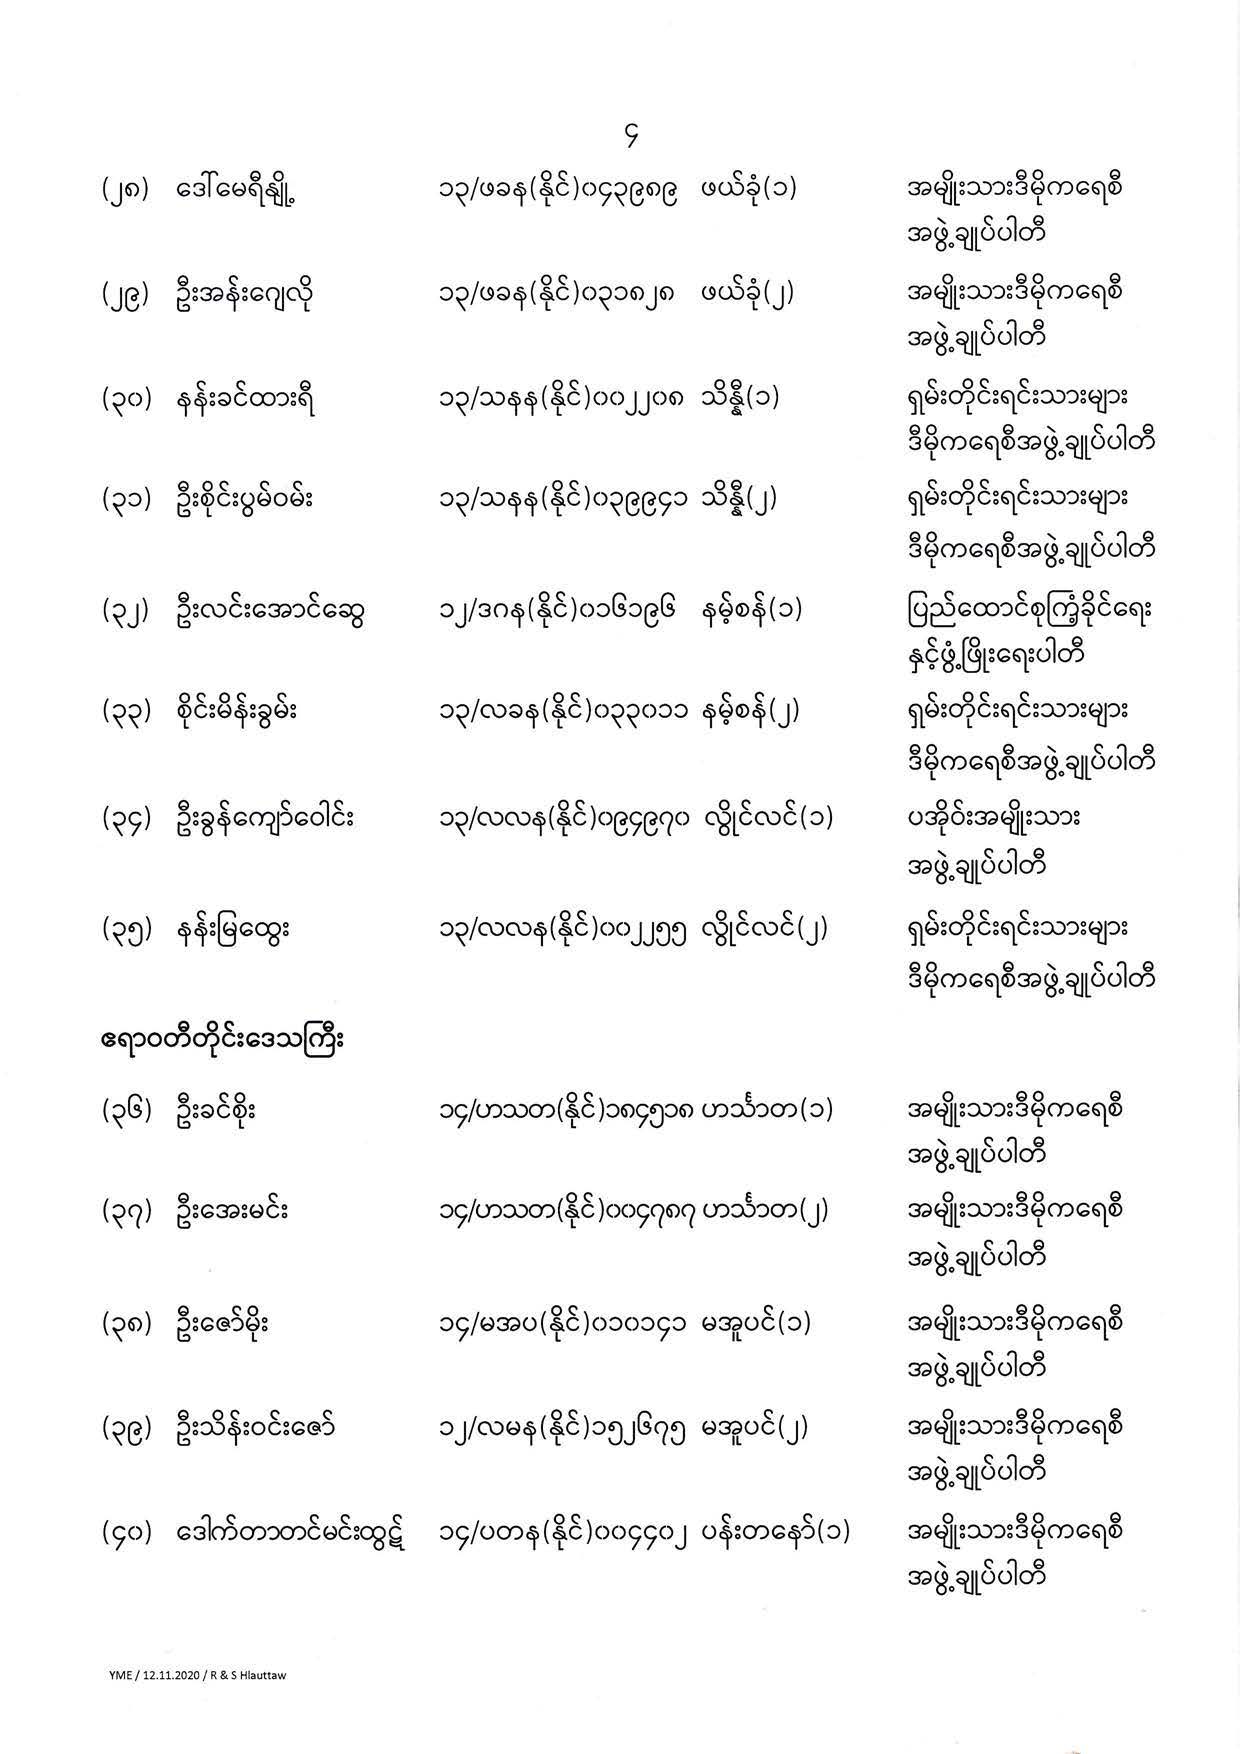 ၄
(၂၈) ဒေါ်မေရီနျို့ ၁၃/ဖခန(နိုင်)၀၄၃၉၈၉ ဖယ်ခုံ(၁) အမျိုးသားဒီမိုကရေစီ
အဖွဲ့ချုပ်ပါတီ
(၂၉) ဦးအန်းဂျေလို ၁၃/ဖခန(နိုင်)၀၃၁၈၂၈ ဖယ်ခုံ(၂) အမျိုးသားဒီမိုကရေစီ
အဖွဲ့ချုပ်ပါတီ
(၃၀) နန်းခင်ထားရီ ၁၃/သနန(နိုင်)၀၀၂၂၀၈ သိန္နီ(၁) ရှမ်းတိုင်းရင်းသားများ
ဒီမိုကရေစီအဖွဲ့ချုပ်ပါတီ
(၃၁) ဦးစိုင်းပွမ်ဝမ်း ၁၃/သနန(နိုင်)၀၃၉၉၄၁ သိန္နီ(၂) ရှမ်းတိုင်းရင်းသားများ
ဒီမိုကရေစီအဖွဲ့ချုပ်ပါတီ
(၃၂) ဦးလင်းအောင်ဆွေ ၁၂/ဒဂန(နိုင်)၀၁၆၁၉၆ နမ့်စန်(၁) ပြည်ထောင်စုကြံ့ခိုင်ရေး
နှင့်ဖွံ့ဖြိုးရေးပါတီ
(၃၃) စိုင်းမိန်းခွမ်း ၁၃/လခန(နိုင်)၀၃၃၀၁၁ နမ့်စန်(၂) ရှမ်းတိုင်းရင်းသားများ
ဒီမိုကရေစီအဖွဲ့ချုပ်ပါတီ
(၃၄) ဦးခွန်ကျော်ဝေါင်း ၁၃/လလန(နိုင်)၀၉၄၉၇၀ လွိုင်လင်(၁) ပအိုဝ်းအမျိုးသား
အဖွဲ့ချုပ်ပါတီ
(၃၅) နန်းမြထွေး ၁၃/လလန(နိုင်)၀၀၂၂၅၅ လွိုင်လင်(၂) ရှမ်းတိုင်းရင်းသားများ
ဒီမိုကရေစီအဖွဲ့ချုပ်ပါတီ
ဧရာဝတီတိုင်းဒေသကြီး
(၃၆) ဦးခင်စိုး ၁၄/ဟသတ(နိုင်)၁၈၄၅၁၈ ဟင်္သာတ(၁) အမျိုးသားဒီမိုကရေစီ
အဖွဲ့ချုပ်ပါတီ
(၃၇) ဦးအေးမင်း ၁၄/ဟသတ(နိုင်)၀၀၄၇၈၇ ဟင်္သာတ(၂) အမျိုးသားဒီမိုကရေစီ
အဖွဲ့ချုပ်ပါတီ
(၃၈) ဦးဇော်မိုး ၁၄/မအပ(နိုင်)၀၁၀၁၄၁ မအူပင်(၁) အမျိုးသားဒီမိုကရေစီ
အဖွဲ့ချုပ်ပါတီ
(၃၉) ဦးသိန်းဝင်းဇော် ၁၂/လမန(နိုင်)၁၅၂၆၇၅ မအူပင်(၂) အမျိုးသားဒီမိုကရေစီ
အဖွဲ့ချုပ်ပါတီ
(၄၀) ဒေါက်တာတင်မင်းထွဋ် ၁၄/ပတန(နိုင်)၀၀၄၄၀၂ ပန်းတနော်(၁) အမျိုးသားဒီမိုကရေစီ
အဖွဲ့ချုပ်ပါတီ
YME / 12.11.2020 / R & S Hlauttaw